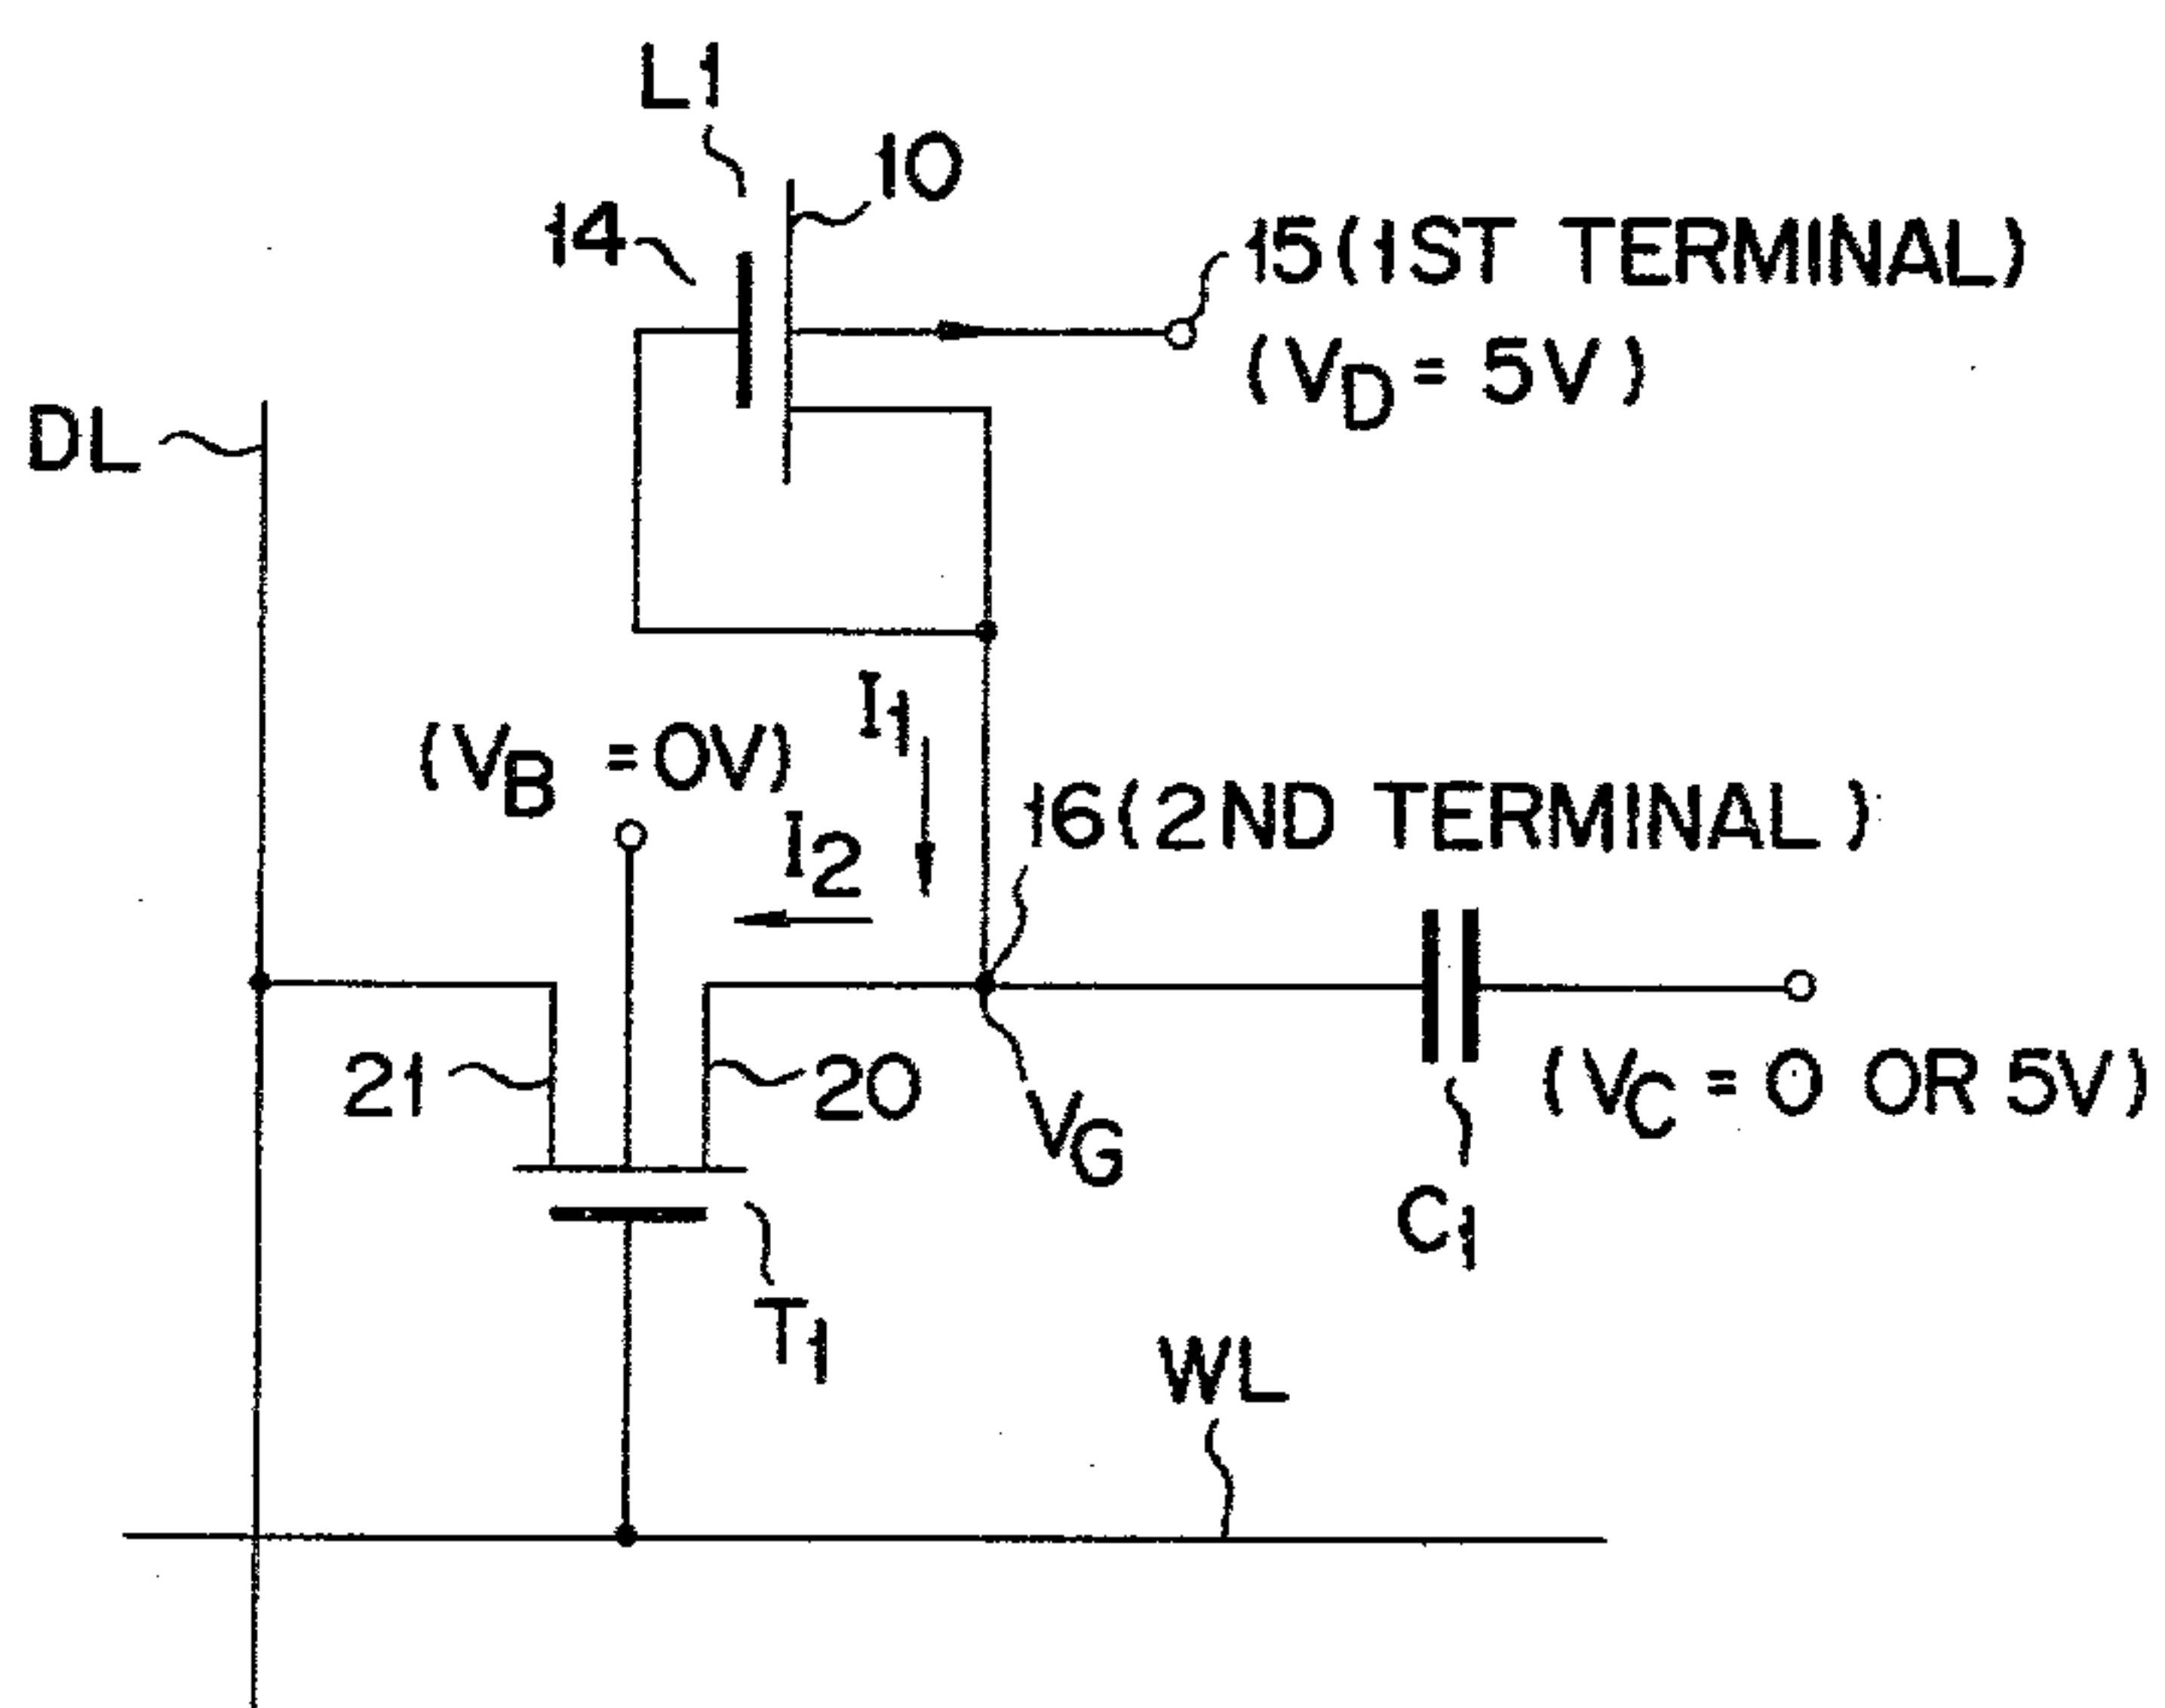 L1
10
14
15(1ST TERMINAL)
(VD = 5V)
DL
I1
(VB = 0V)
I2
16(2ND TERMINAL)
21
20
VG
(VC = 0 OR 5V)
C1
T1
WL